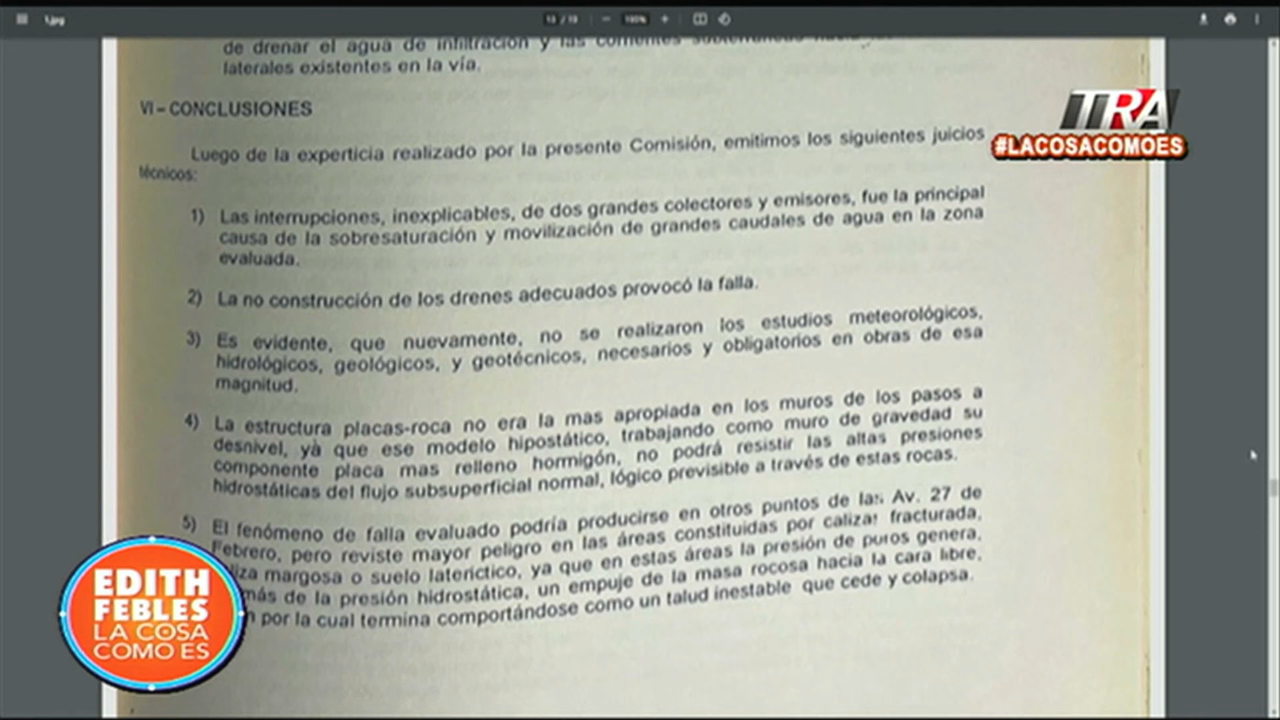 1.jpg
13 / 19
100%
de drenar el agua de infiltración y las corrientes subterráneas
laterales existentes en la vía.
VI – CONCLUSIONES
Luego de la experticia realizado por la presente Comisión, emitimos los siguientes juicios
técnicos:
1) Las interrupciones, inexplicables, de dos grandes colectores y emisores, fue la principal
causa de la sobresaturación y movilización de grandes caudales de agua en la zona
evaluada.
2) La no construcción de los drenes adecuados provocó la falla.
3) Es evidente, que nuevamente, no se realizaron los estudios meteorológicos,
hidrológicos, geológicos, y geotécnicos, necesarios y obligatorios en obras de esa
magnitud.
4) La estructura placas-roca no era la mas apropiada en los muros de los pasos a
desnivel, ya que ese modelo hipostático, trabajando como muro de gravedad su
componente placa mas relleno hormigón, no podrá resistir las altas presiones
hidrostáticas del flujo subsuperficial normal, lógico previsible a través de estas rocas.
5) El fenómeno de falla evaluado podría producirse en otros puntos de las Av. 27 de
Febrero, pero reviste mayor peligro en las áreas constituidas por calizas fracturada,
liza margosa o suelo laterictico, ya que en estas áreas la presión de poros genera,
más de la presión hidrostática, un empuje de la masa rocosa hacia la cara libre,
n por la cual termina comportándose como un talud inestable que cede y colapsa.
TRA
#LACOSACOMOES
EDITH
FEBLES
LA COSA
COMO ES